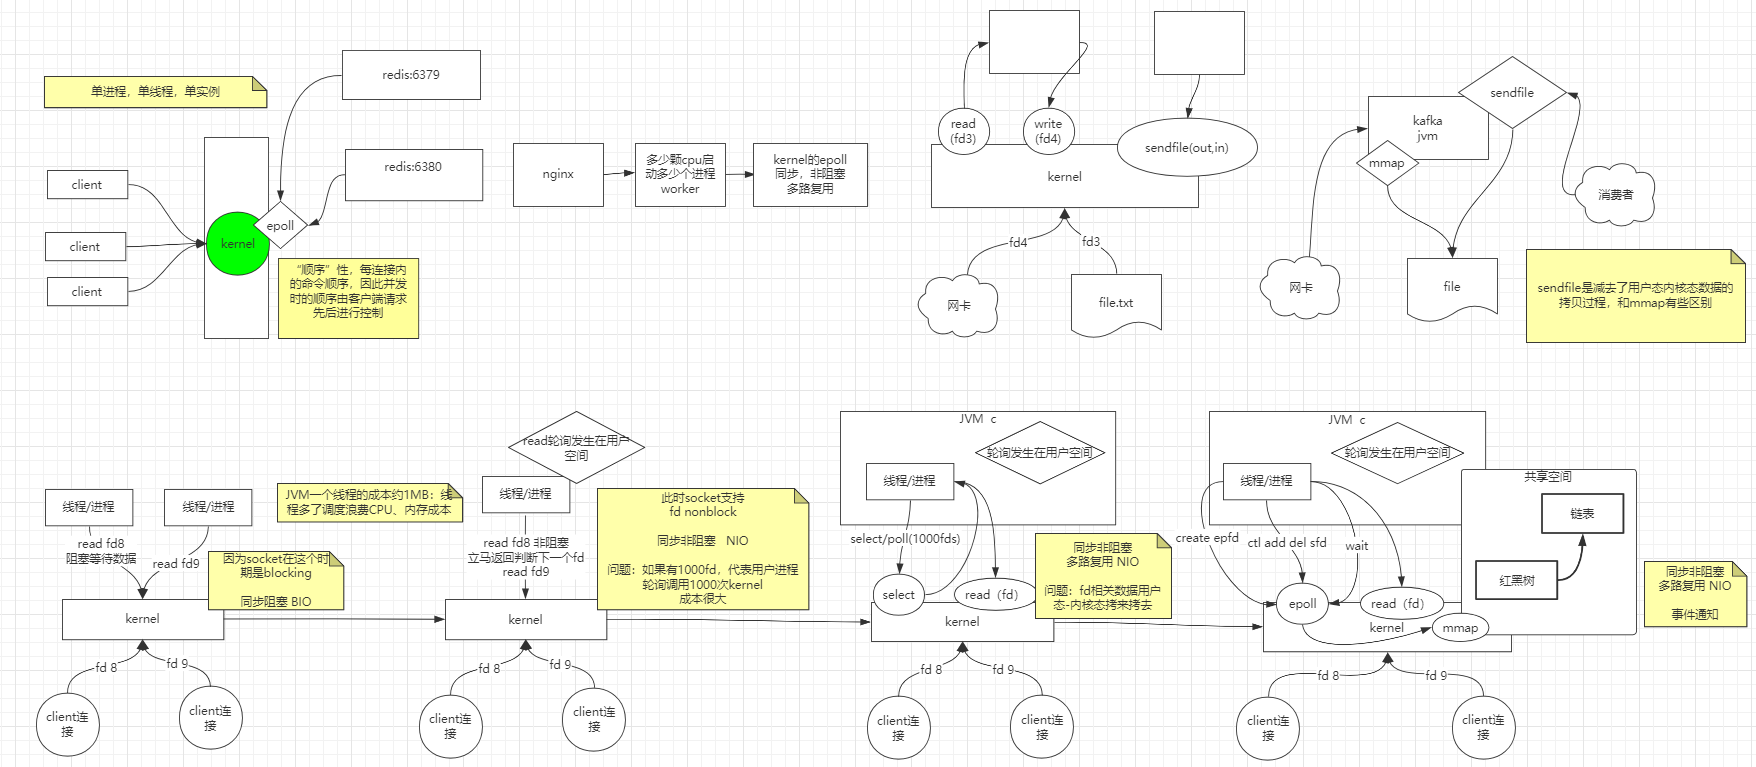 单进程，单线程，单实例
redis:6379
redis:6380
client
client
client
kernel
epoll
“顺序”性，每连接内
的命令顺序，因此并发
时的顺序由客户端请求
先后进行控制
nginx
多少颗cpu启
动多少个进程
worker
kernel的epoll
同步，非阻塞
多路复用
read
(fd3)
write
(fd4)
sendfile(out,in)
kernel
fd4
fd3
网卡
file.txt
kafka
jvm
sendfile
mmap
消费者
网卡
file
sendfile是减去了用户态内核态数据的
拷贝过程，和mmap有些区别
线程/进程
线程/进程
read fd8
阻塞等待数据
read fd9
JVM一个线程的成本约1MB：线
程多了调度浪费CPU、内存成本
因为socket在这个时
期是blocking
同步阻塞 BIO
kernel
fd 8
fd 9
client连
接
client连
接
read轮询发生在用户
空间
线程/进程
read fd8 非阻塞
立马返回判断下一个fd
read fd9
此时socket支持
fd nonblock
同步非阻塞 NIO
问题：如果有1000fd，代表用户进程
轮询调用1000次kernel
成本很大
kernel
fd 8
fd 9
client连
接
client连
接
JVM c
轮询发生在用户空间
线程/进程
select/poll(1000fds)
select
read（fd）
kernel
同步非阻塞
多路复用 NIO
问题：fd相关数据用户
态-内核态拷来拷去
fd 8
fd 9
client连
接
client连
接
JVM c
轮询发生在用户空间
线程/进程
create epfd
ctl add del sfd
wait
epoll
read（fd）
kernel
mmap
共享空间
链表
红黑树
同步非阻塞
多路复用 NIO
事件通知
fd 8
fd 9
client连
接
client连
接